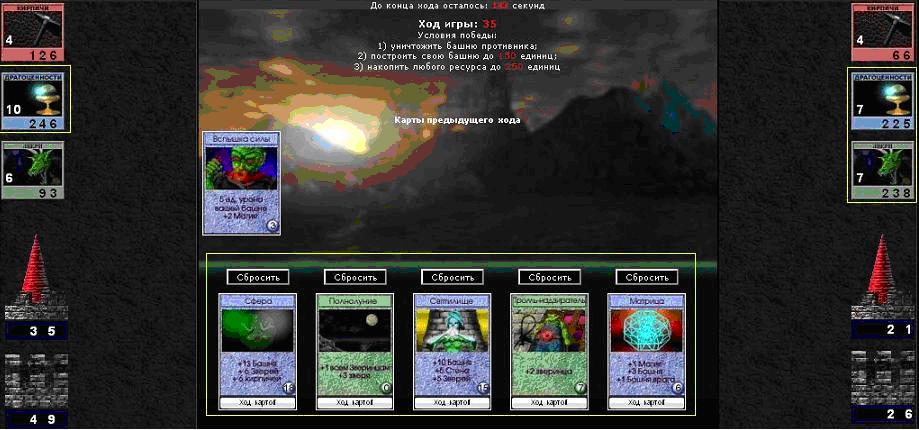 До конца хода осталось: 143 секунд
Ход игры: 35
Условия победы:
1) уничтожить башню противника;
2) построить свою башню до 150 единиц;
3) накопить любого ресурса до 250 единиц
КИРПИЧИ
4
126
ДРАГОЦЕННОСТИ
10
246
ЗВЕРИ
6
93
35
49
КИРПИЧИ
4
66
ДРАГОЦЕННОСТИ
7
225
ЗВЕРИ
7
238
21
26
Карты предыдущего хода
Вспышка силы
5 ед. урона
вашей башне
+2 Магия
3
Сбросить
Сбросить
Сбросить
Сбросить
Сбросить
Сфера
+13 Башня
+6 Зверей
+6 кирпичей
Ход картой
Полнолуние
+1 всем Зверинцам
+3 зверя
0
Ход картой
Святилище
+10 Башня
+5 Стена
+5 Зверей
15
Ход картой
Тролль-надзиратель
+2 зверинца
7
Ход картой
Матрица
+1 Магия
+3 Башня
+1 Башня врага
6
Ход картой